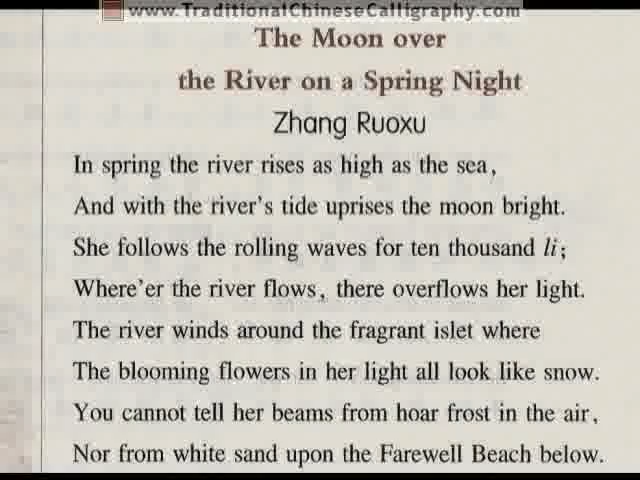 www.TraditionalChineseCalligraphy.com
The Moon over
the River on a Spring Night
Zhang Ruoxu
In spring the river rises as high as the sea,
And with the river's tide uprises the moon bright.
She follows the rolling waves for ten thousand li;
Where'er the river flows, there overflows her light.
The river winds around the fragrant islet where
The blooming flowers in her light all look like snow.
You cannot tell her beams from hoar frost in the air,
Nor from white sand upon the Farewell Beach below.